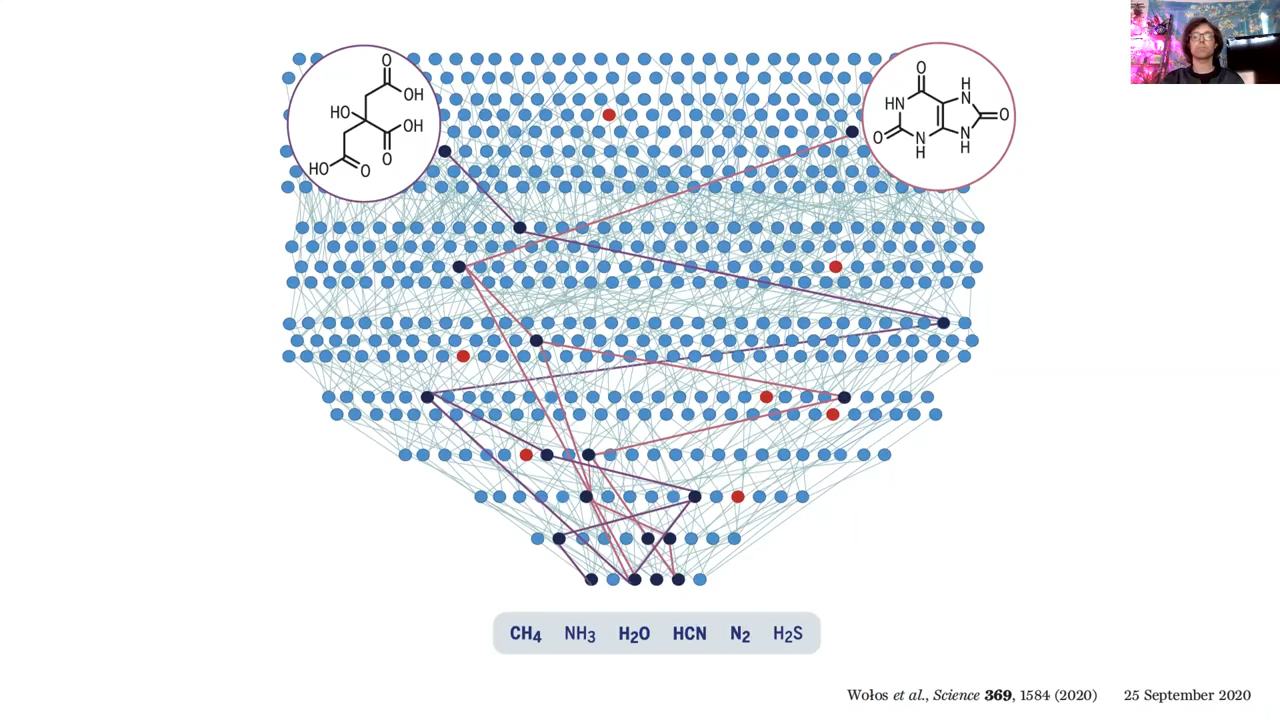 O
OH
HO
OH
O
HO
O
O
H
N
HN
O
O
N
H
N
H
CH₄ NH₃ H₂O HCN N₂ H₂S
Wołos et al., Science 369, 1584 (2020) 25 September 2020